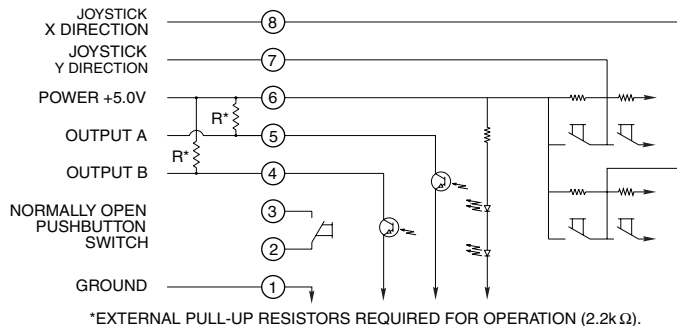 JOYSTICK
X DIRECTION
8
JOYSTICK
Y DIRECTION
7
POWER +5.0V
6
R*
OUTPUT A
5
R*
OUTPUT B
4
NORMALLY OPEN
PUSHBUTTON
SWITCH
3
2
GROUND
1
*EXTERNAL PULL-UP RESISTORS REQUIRED FOR OPERATION (2.2k Ω).